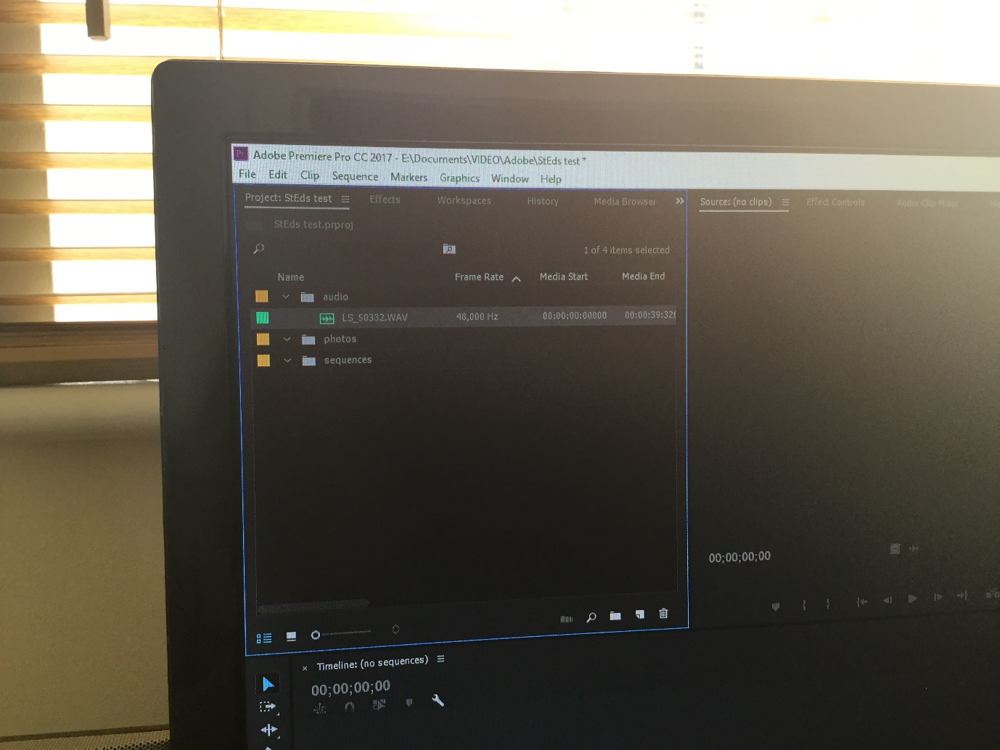 Pr Adobe Premiere Pro CC 2017 - E:\Documents\VIDEO\Adobe\StEds test *
File Edit Clip Sequence Markers Graphics Window Help
Project: StEds test Effects Workspaces History Media Browser
Source: (no clips) Effect Controls Audio Clip Mixer
StEds test.prproj
1 of 4 items selected
Name Frame Rate Media Start Media End
audio
LS_50332.WAV 48,000 Hz 00:00:00:00000 00:00:39:32
photos
sequences
00;00;00;00
Timeline: (no sequences)
00;00;00;00